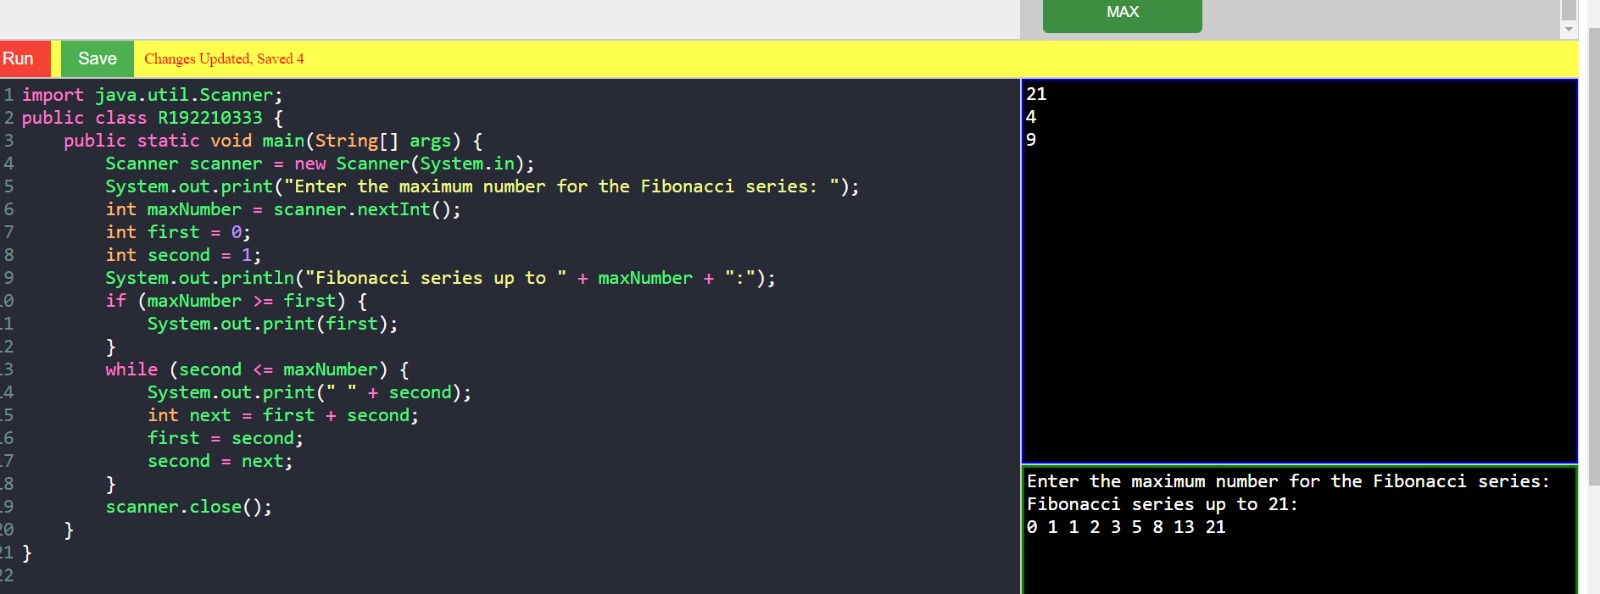 MAX
Run Save Changes Updated, Saved 4
1 import java.util.Scanner;
2 public class R192210333 {
3     public static void main(String[] args) {
4         Scanner scanner = new Scanner(System.in);
5         System.out.print("Enter the maximum number for the Fibonacci series: ");
6         int maxNumber = scanner.nextInt();
7         int first = 0;
8         int second = 1;
9         System.out.println("Fibonacci series up to " + maxNumber + ":");
10         if (maxNumber >= first) {
11             System.out.print(first);
12         }
13         while (second <= maxNumber) {
14             System.out.print(" " + second);
15             int next = first + second;
16             first = second;
17             second = next;
18         }
19         scanner.close();
20     }
21 }
22
21
4
9
Enter the maximum number for the Fibonacci series:
Fibonacci series up to 21:
0 1 1 2 3 5 8 13 21